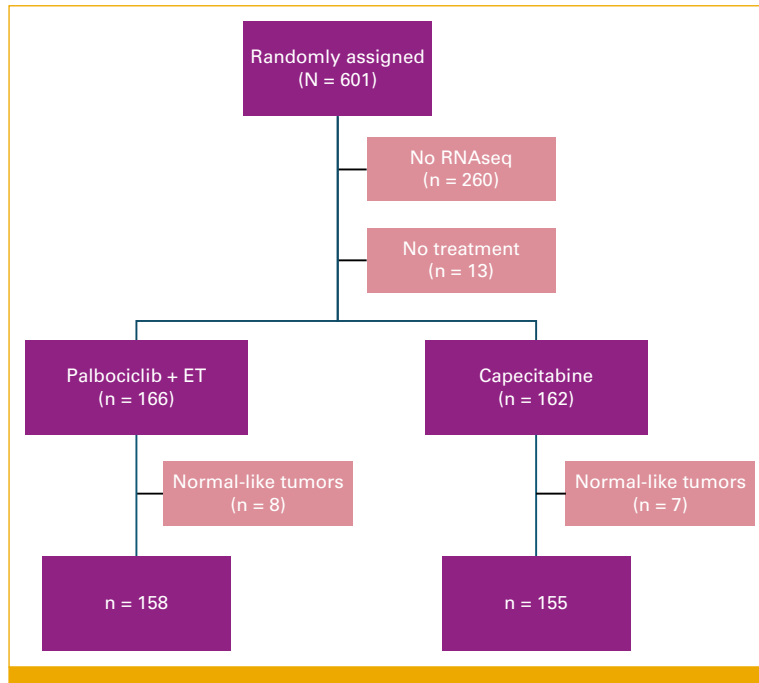 Randomly assigned
(N = 601)
No RNAseq
(n = 260)
No treatment
(n = 13)
Palbociclib + ET
(n = 166)
Capecitabine
(n = 162)
Normal-like tumors
(n = 8)
Normal-like tumors
(n = 7)
n = 158
n = 155